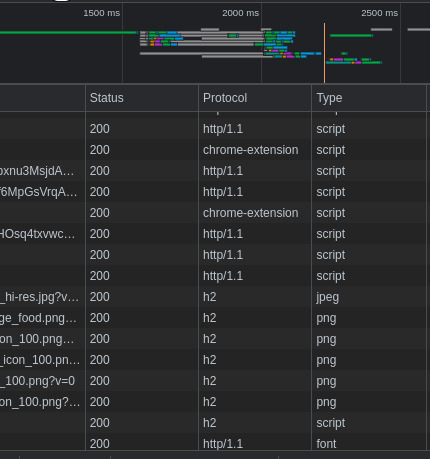 1500 ms 2000 ms 2500 ms
Status Protocol Type
200 http/1.1 script
200 chrome-extension script
oxnu3MsjdA... 200 http/1.1 script
f6MpGsVrqA... 200 http/1.1 script
200 chrome-extension script
HOsq4txvwc... 200 http/1.1 script
200 http/1.1 script
200 http/1.1 script
_hi-res.jpg?v... 200 h2 jpeg
ge_food.png... 200 h2 png
on_100.png... 200 h2 png
_icon_100.pn... 200 h2 png
_100.png?v=0 200 h2 png
on_100.png?... 200 h2 png
200 h2 script
200 http/1.1 font